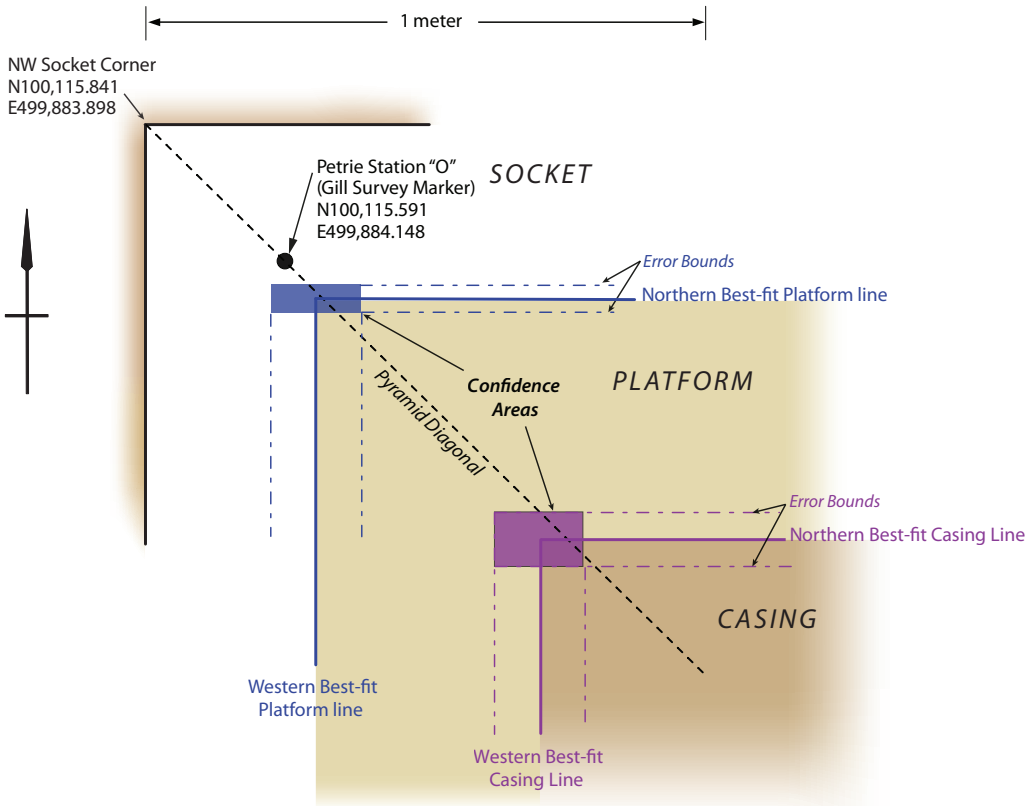 1 meter
NW Socket Corner
N100,115.841
E499,883.898
Petrie Station “O”
(Gill Survey Marker)
N100,115.591
E499,884.148
SOCKET
Error Bounds
Northern Best-fit Platform line
PLATFORM
Confidence
Areas
Pyramid Diagonal
Error Bounds
Northern Best-fit Casing Line
CASING
Western Best-fit
Platform line
Western Best-fit
Casing Line